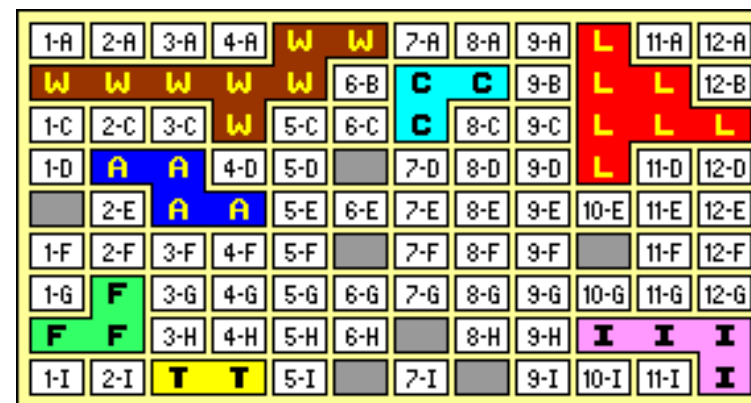 1-A 2-A 3-A 4-A W W 7-A 8-A 9-A L 11-A 12-A
W W W W W 6-B C C 9-B L L 12-B
1-C 2-C 3-C W 5-C 6-C C 8-C 9-C L L L
1-D A A 4-D 5-D 7-D 8-D 9-D L 11-D 12-D
2-E A A 5-E 6-E 7-E 8-E 9-E 10-E 11-E 12-E
1-F 2-F 3-F 4-F 5-F 7-F 8-F 9-F 11-F 12-F
1-G F 3-G 4-G 5-G 6-G 7-G 8-G 9-G 10-G 11-G 12-G
F F 3-H 4-H 5-H 6-H 8-H 9-H I I I
1-I 2-I T T 5-I 7-I 9-I 10-I 11-I I